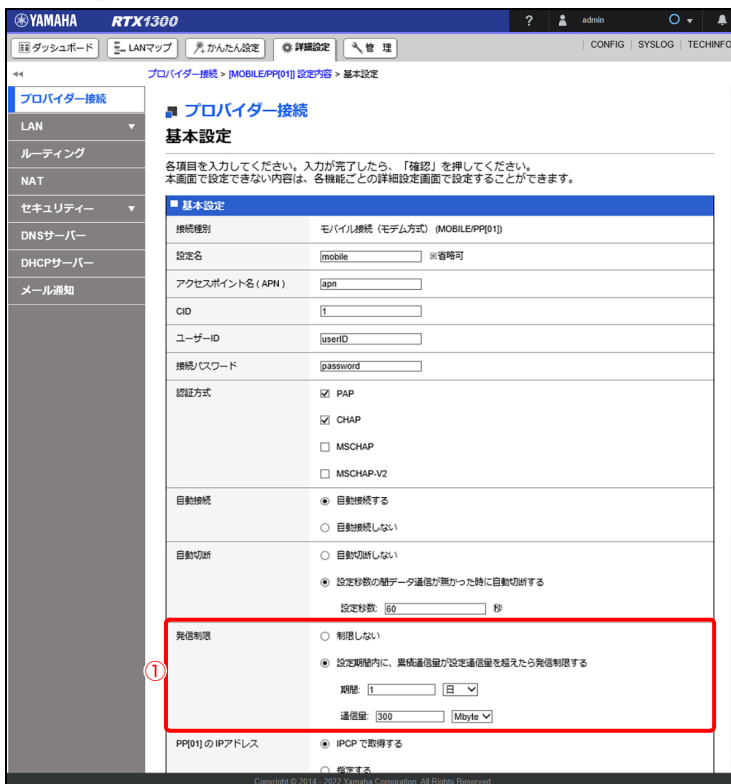 YAMAHA RTX1300 ? admin
ダッシュボード LANマップ かんたん設定 詳細設定 管 理 CONFIG SYSLOG TECHINFO
プロバイダー接続 > [MOBILE/PP[01]] 設定内容 > 基本設定
プロバイダー接続
LAN
ルーティング
NAT
セキュリティー
DNSサーバー
DHCPサーバー
メール通知
プロバイダー接続
基本設定
各項目を入力してください。入力が完了したら、「確認」を押してください。
本画面で設定できない内容は、各機能ごとの詳細設定画面で設定することができます。
■ 基本設定
接続種別 モバイル接続（モデム方式） (MOBILE/PP[01])
設定名 mobile ※省略可
アクセスポイント名 ( APN ) apn
CID 1
ユーザーID userID
接続パスワード password
認証方式 PAP
CHAP
MSCHAP
MSCHAP-V2
自動接続 自動接続する
自動接続しない
自動切断 自動切断しない
設定秒数の間データ通信が無かった時に自動切断する
設定秒数: 60 秒
発信制限 制限しない
① 設定期間内に、累積通信量が設定通信量を超えたら発信制限する
期間: 1 日
通信量: 300 Mbyte
PP[01] の IPアドレス IPCP で取得する
指定する
Copyright © 2014 - 2022 Yamaha Corporation. All Rights Reserved.